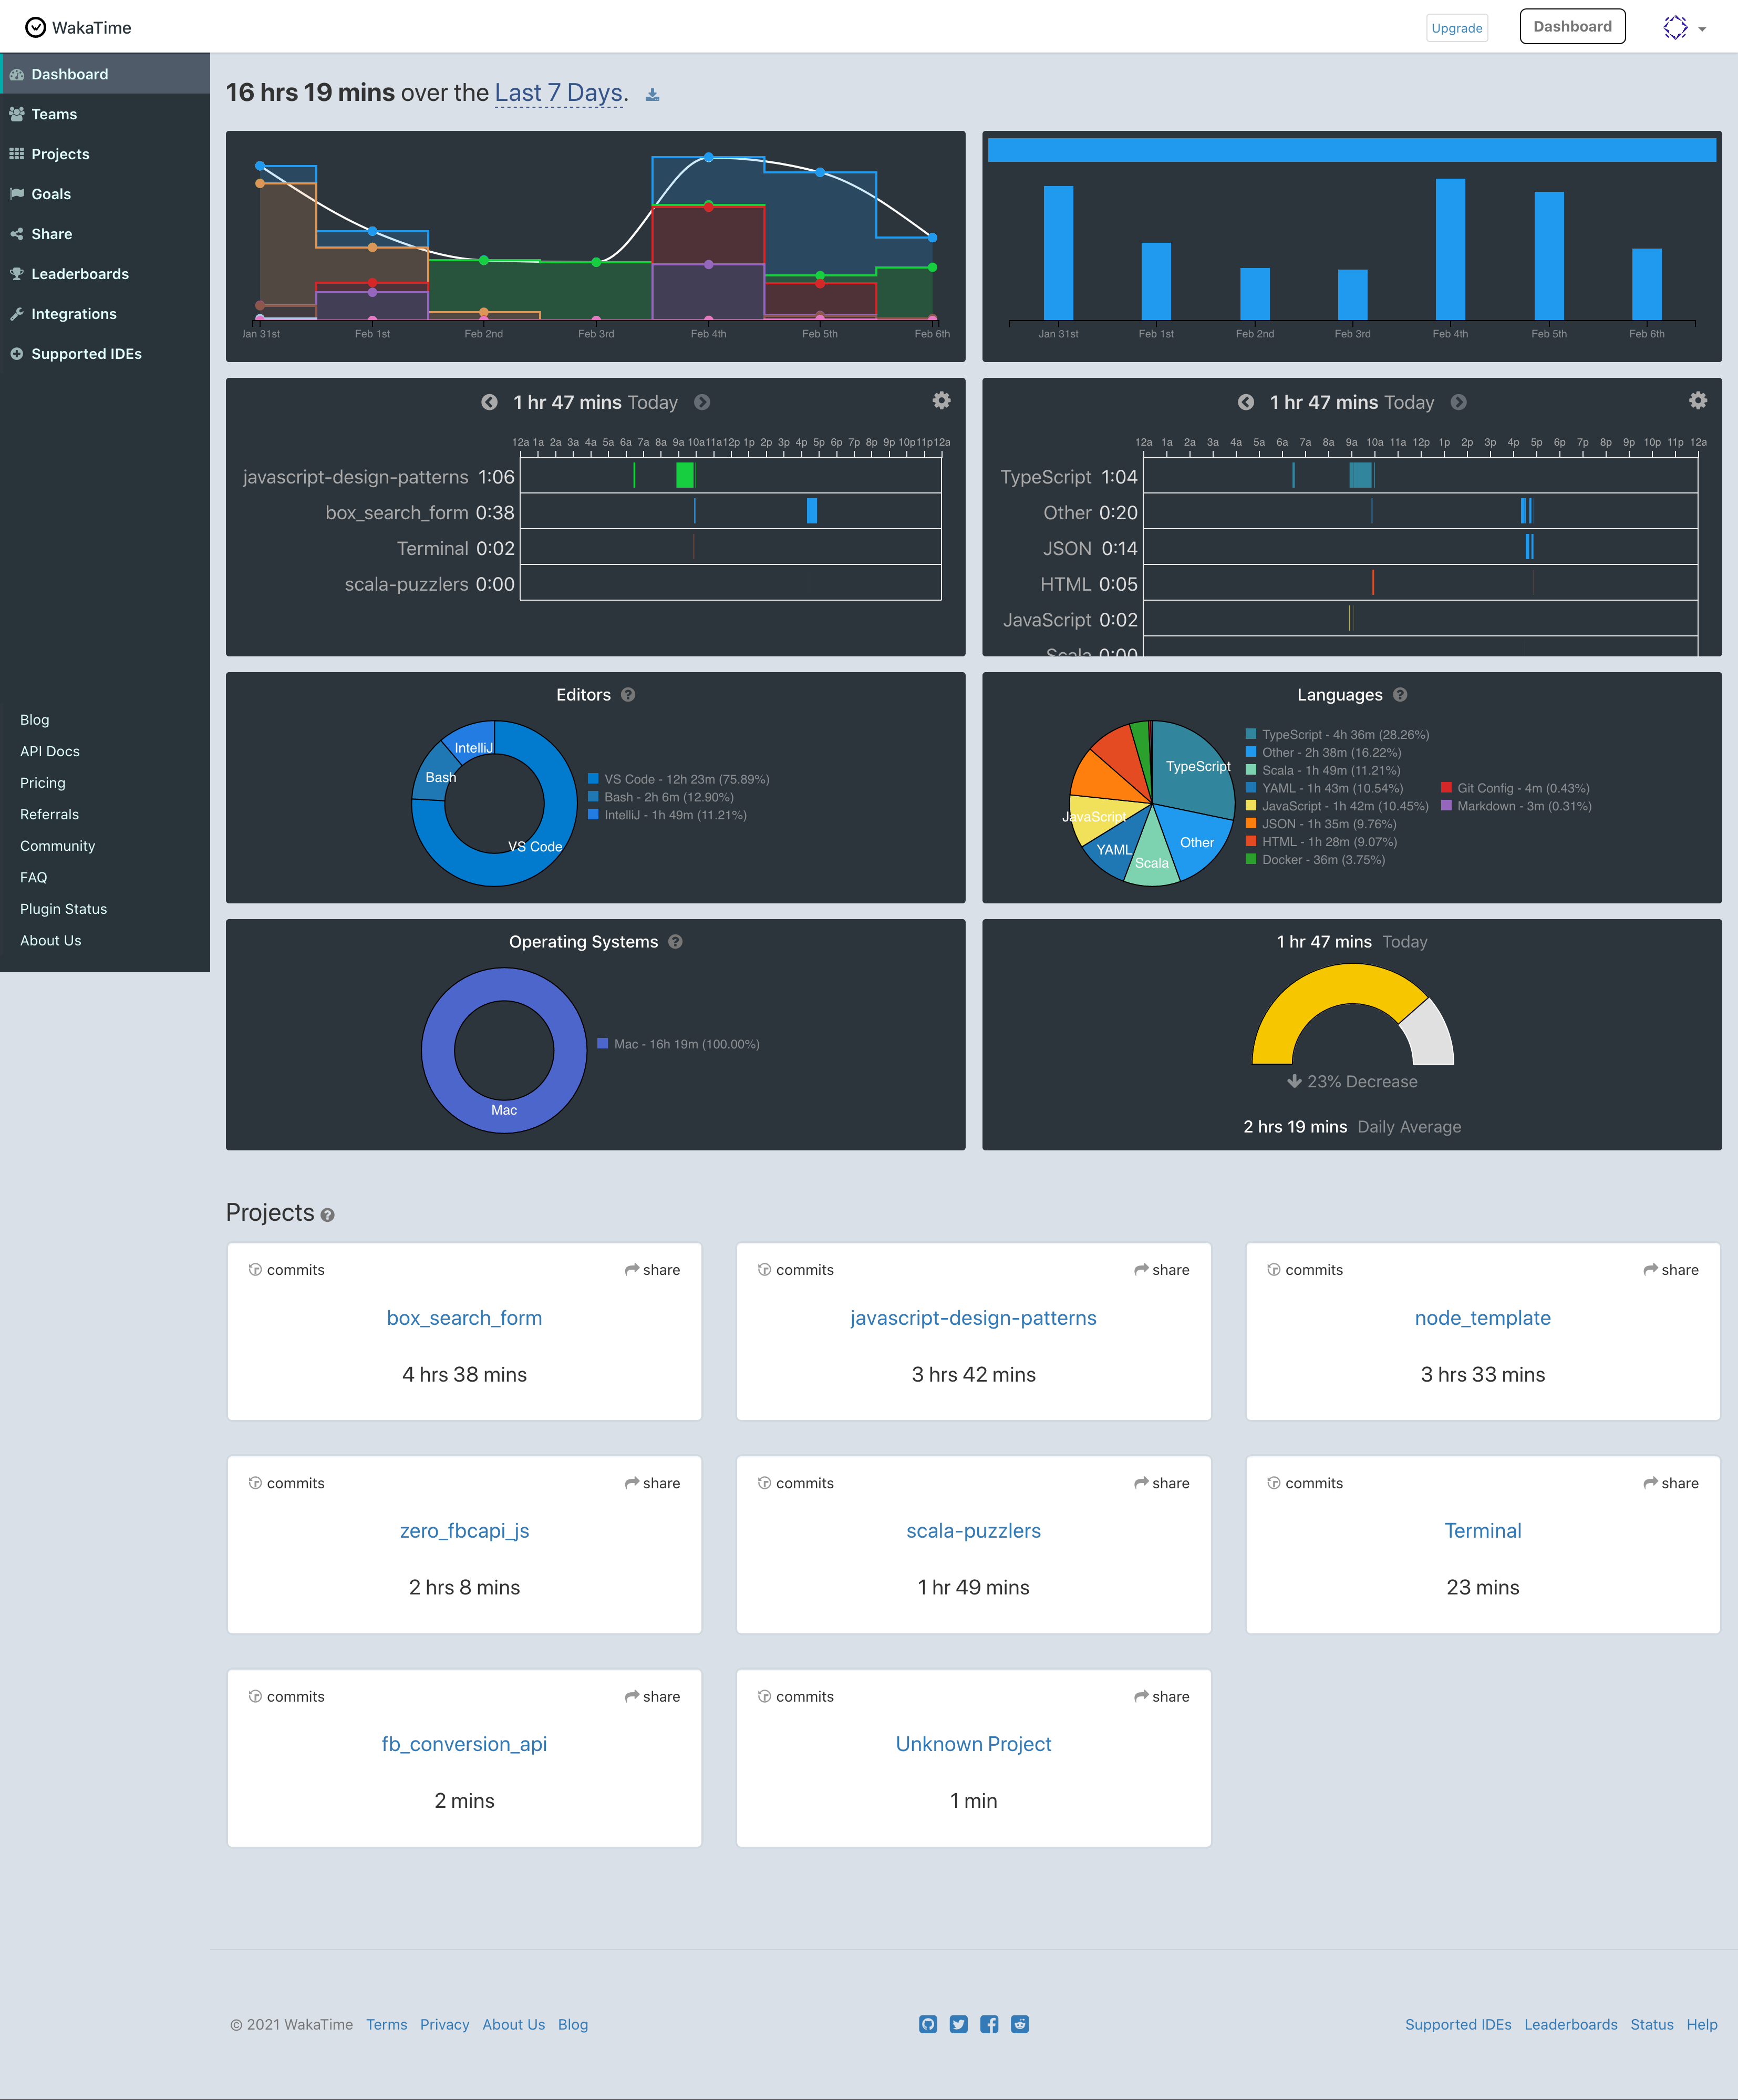 WakaTime
Upgrade
Dashboard
Dashboard
Teams
Projects
Goals
Share
Leaderboards
Integrations
Supported IDEs
Blog
API Docs
Pricing
Referrals
Community
FAQ
Plugin Status
About Us
16 hrs 19 mins over the Last 7 Days.
Jan 31st Feb 1st Feb 2nd Feb 3rd Feb 4th Feb 5th Feb 6th
Jan 31st Feb 1st Feb 2nd Feb 3rd Feb 4th Feb 5th Feb 6th
1 hr 47 mins Today
12a 1a 2a 3a 4a 5a 6a 7a 8a 9a 10a 11a 12p 1p 2p 3p 4p 5p 6p 7p 8p 9p 10p 11p 12a
javascript-design-patterns 1:06
box_search_form 0:38
Terminal 0:02
scala-puzzlers 0:00
1 hr 47 mins Today
12a 1a 2a 3a 4a 5a 6a 7a 8a 9a 10a 11a 12p 1p 2p 3p 4p 5p 6p 7p 8p 9p 10p 11p 12a
TypeScript 1:04
Other 0:20
JSON 0:14
HTML 0:05
JavaScript 0:02
Scala 0:00
Editors
IntelliJ
Bash
VS Code
VS Code - 12h 23m (75.89%)
Bash - 2h 6m (12.90%)
IntelliJ - 1h 49m (11.21%)
Languages
TypeScript
JavaScript
Other
YAML
Scala
TypeScript - 4h 36m (28.26%)
Other - 2h 38m (16.22%)
Scala - 1h 49m (11.21%)
YAML - 1h 43m (10.54%)
JavaScript - 1h 42m (10.45%)
JSON - 1h 35m (9.76%)
HTML - 1h 28m (9.07%)
Docker - 36m (3.75%)
Git Config - 4m (0.43%)
Markdown - 3m (0.31%)
Operating Systems
Mac
Mac - 16h 19m (100.00%)
1 hr 47 mins Today
23% Decrease
2 hrs 19 mins Daily Average
Projects
commits share
box_search_form
4 hrs 38 mins
commits share
javascript-design-patterns
3 hrs 42 mins
commits share
node_template
3 hrs 33 mins
commits share
zero_fbcapi_js
2 hrs 8 mins
commits share
scala-puzzlers
1 hr 49 mins
commits share
Terminal
23 mins
commits share
fb_conversion_api
2 mins
commits share
Unknown Project
1 min
© 2021 WakaTime Terms Privacy About Us Blog
Supported IDEs Leaderboards Status Help